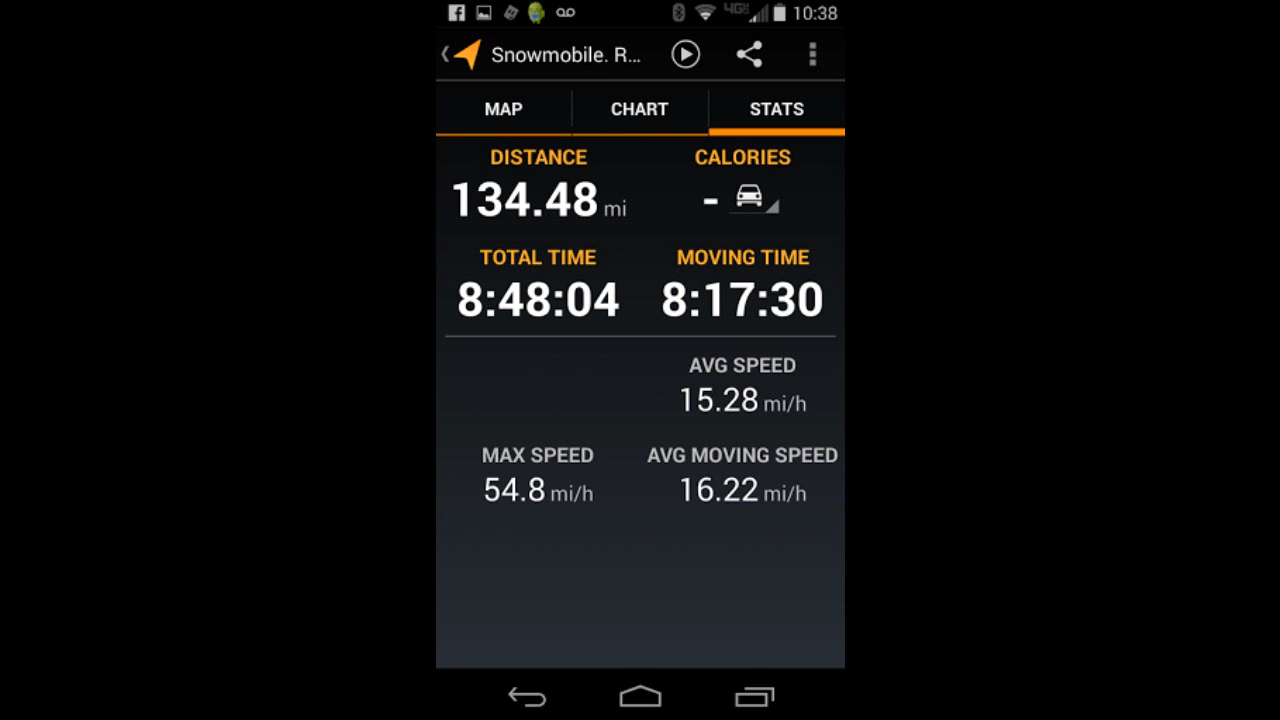 4G 10:38
Snowmobile. R...
MAP CHART STATS
DISTANCE CALORIES
134.48 mi -
TOTAL TIME MOVING TIME
8:48:04 8:17:30
AVG SPEED
15.28 mi/h
MAX SPEED AVG MOVING SPEED
54.8 mi/h 16.22 mi/h